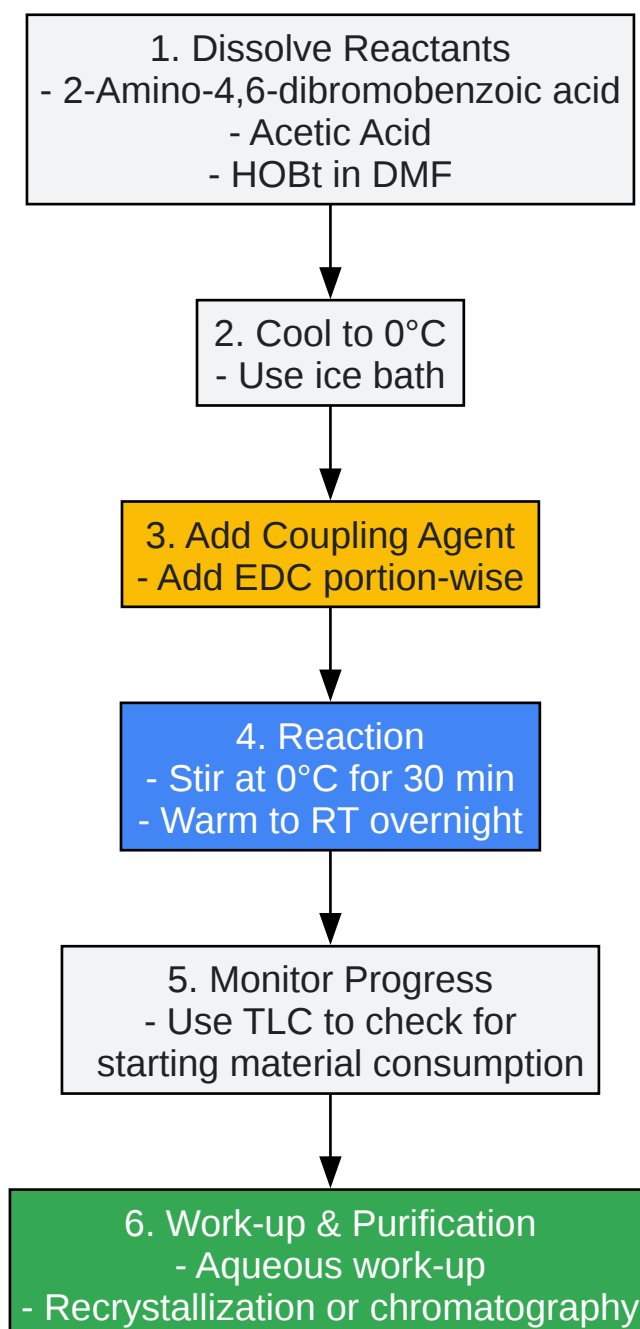 1. Dissolve Reactants
- 2-Amino-4,6-dibromobenzoic acid
- Acetic Acid
- HOBt in DMF
2. Cool to 0°C
- Use ice bath
3. Add Coupling Agent
- Add EDC portion-wise
4. Reaction
- Stir at 0°C for 30 min
- Warm to RT overnight
5. Monitor Progress
- Use TLC to check for
starting material consumption
6. Work-up & Purification
- Aqueous work-up
- Recrystallization or chromatography